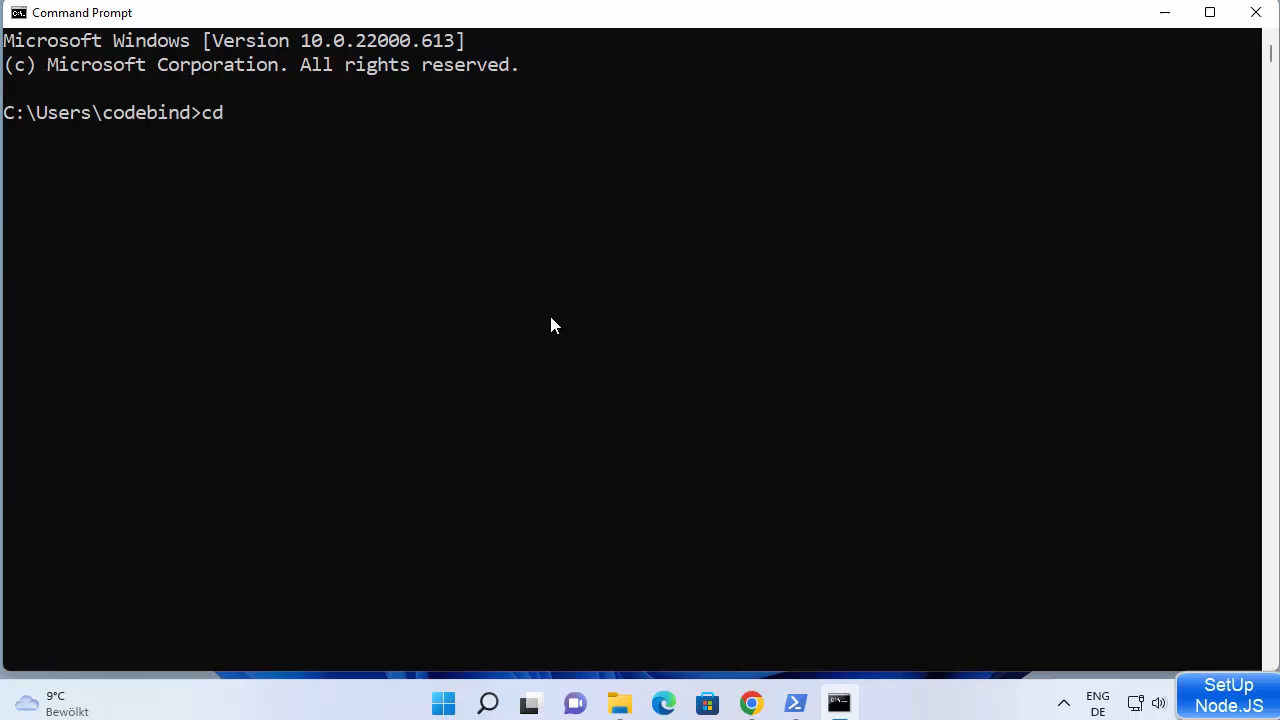 Command Prompt
Microsoft Windows [Version 10.0.22000.613]
(c) Microsoft Corporation. All rights reserved.
C:\Users\codebind>cd
9°C
Bewölkt
ENG
DE
SetUp
Node.JS